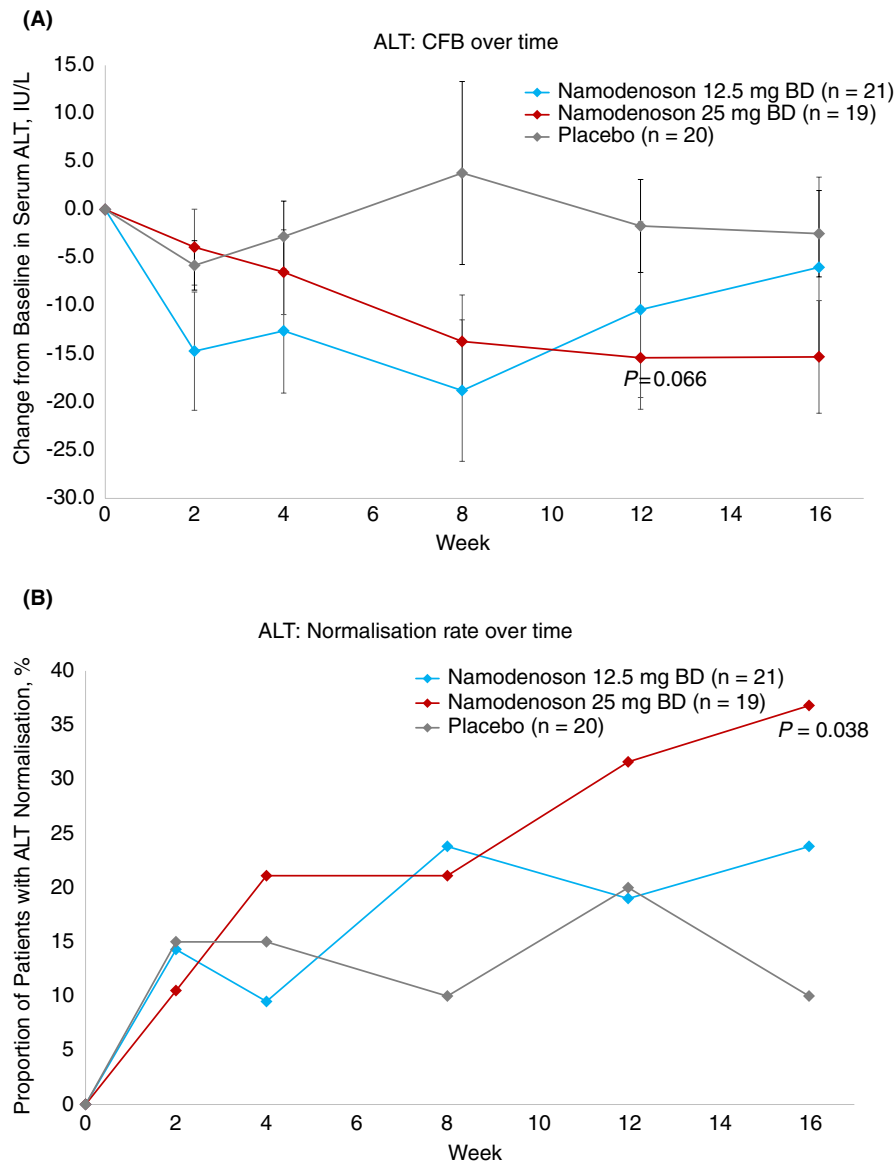 (A)
ALT: CFB over time
Change from Baseline in Serum ALT, IU/L
15.0
10.0
5.0
0.0
-5.0
-10.0
-15.0
-20.0
-25.0
-30.0
Namodenoson 12.5 mg BD (n = 21)
Namodenoson 25 mg BD (n = 19)
Placebo (n = 20)
P = 0.066
0 2 4 6 8 10 12 14 16
Week
(B)
ALT: Normalisation rate over time
Proportion of Patients with ALT Normalisation, %
40
35
30
25
20
15
10
5
0
Namodenoson 12.5 mg BD (n = 21)
Namodenoson 25 mg BD (n = 19)
Placebo (n = 20)
P = 0.038
0 2 4 6 8 10 12 14 16
Week